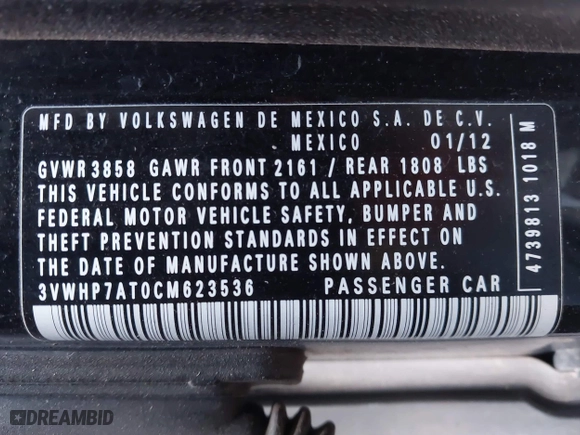 MFD BY VOLKSWAGEN DE MEXICO S.A. DE C.V.
MEXICO 01/12
GVWR 3858 GAWR FRONT 2161 / REAR 1808 LBS
THIS VEHICLE CONFORMS TO ALL APPLICABLE U.S.
FEDERAL MOTOR VEHICLE SAFETY, BUMPER AND
THEFT PREVENTION STANDARDS IN EFFECT ON
THE DATE OF MANUFACTURE SHOWN ABOVE.
3VWHP7AT0CM623536 PASSENGER CAR
4739813 1018 M
DREAMBID